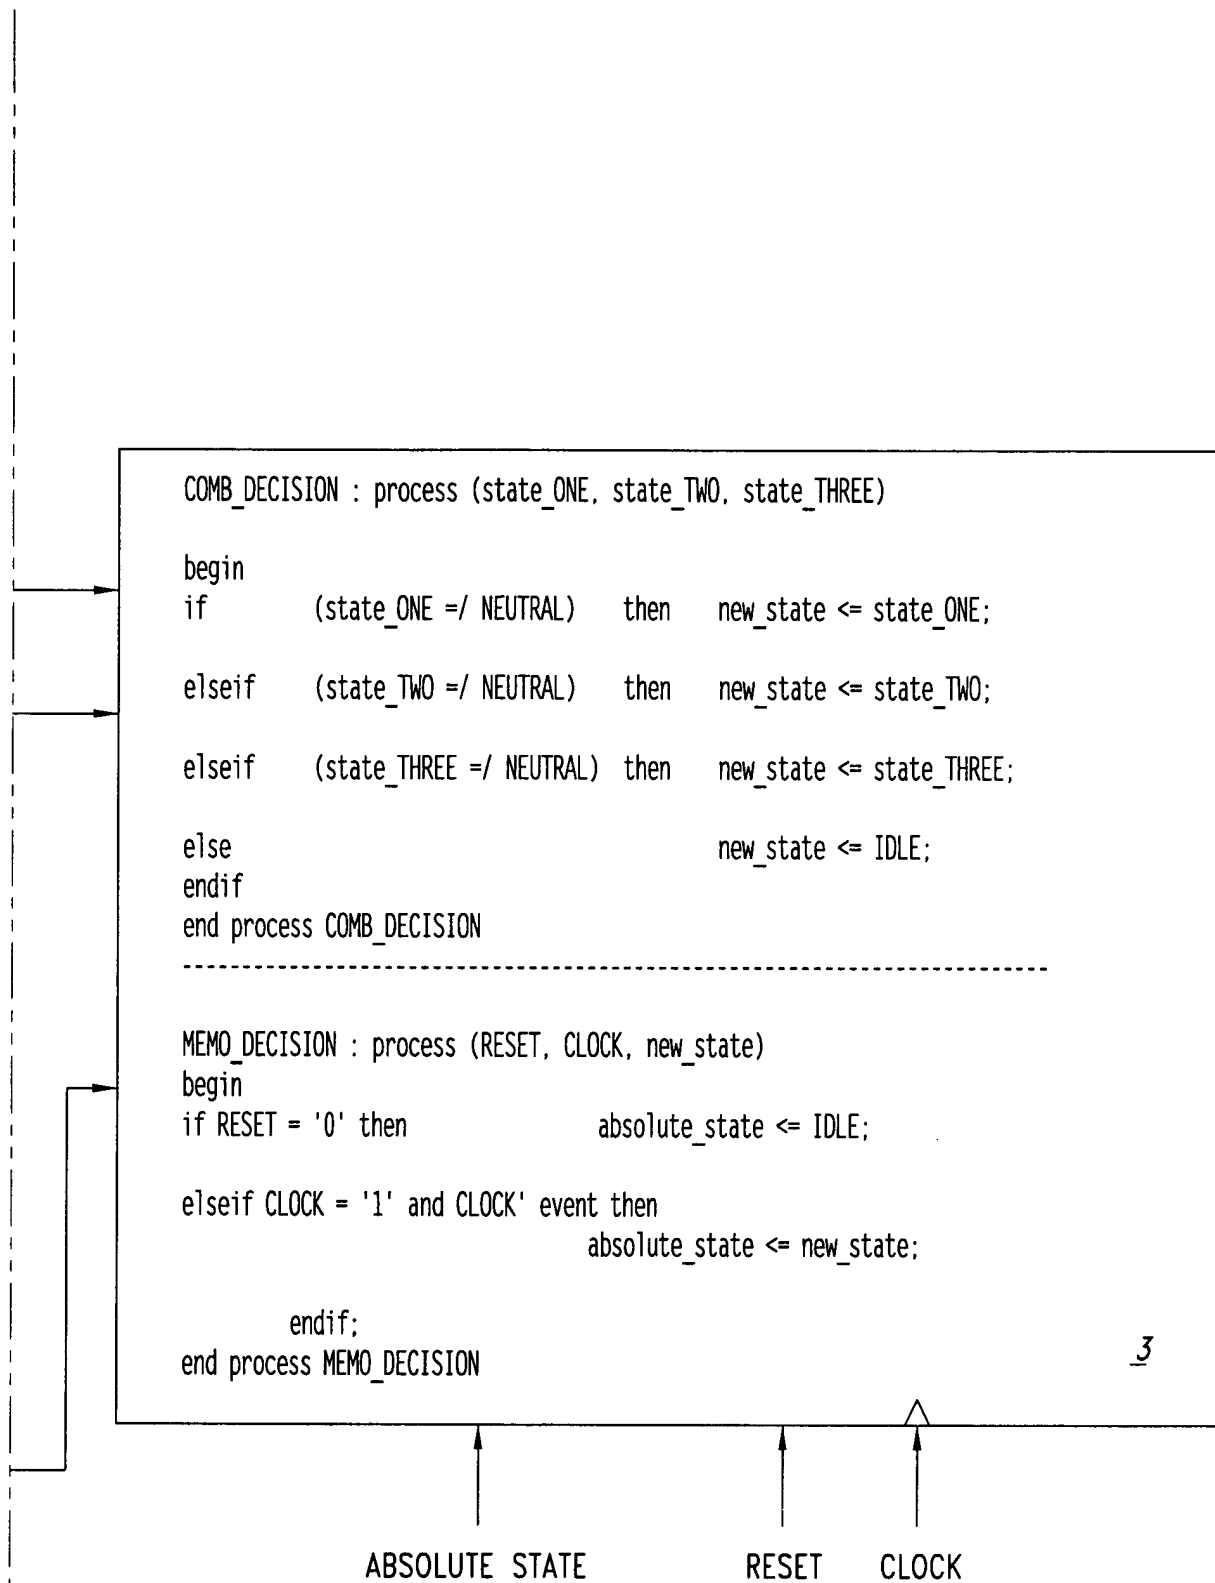 COMB_DECISION : process (state_ONE, state_TWO, state_THREE)
begin
if (state_ONE =/ NEUTRAL) then new_state <= state_ONE;
elseif (state_TWO =/ NEUTRAL) then new_state <= state_TWO;
elseif (state_THREE =/ NEUTRAL) then new_state <= state_THREE;
else new_state <= IDLE;
endif
end process COMB_DECISION
MEMO_DECISION : process (RESET, CLOCK, new_state)
begin
if RESET = '0' then absolute_state <= IDLE;
elseif CLOCK = '1' and CLOCK' event then
absolute_state <= new_state;
endif;
end process MEMO_DECISION
3
ABSOLUTE STATE RESET CLOCK